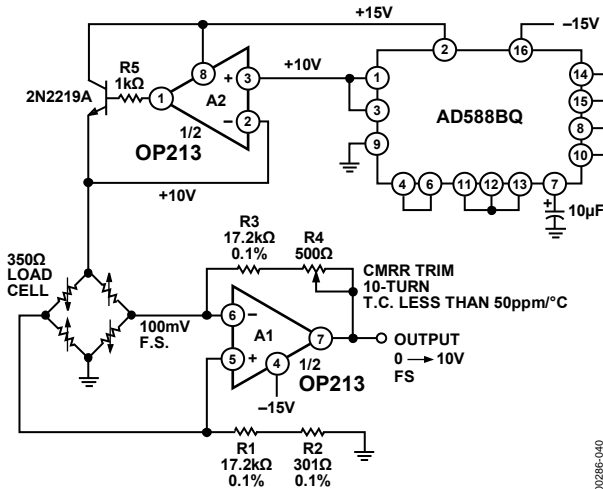 +15V
–15V
R5
1kΩ
2N2219A
8
1
+
3
A2
–
2
1/2
OP213
+10V
+10V
2
16
1
3
9
AD588BQ
14
15
8
10
4
6
11
12
13
7
+
10µF
350Ω
LOAD
CELL
100mV
F.S.
R3
17.2kΩ
0.1%
R4
500Ω
CMRR TRIM
10-TURN
T.C. LESS THAN 50ppm/°C
6
–
A1
5
+
7
4
1/2
OP213
–15V
OUTPUT
0 → 10V
FS
R1
17.2kΩ
0.1%
R2
301Ω
0.1%
00286-040